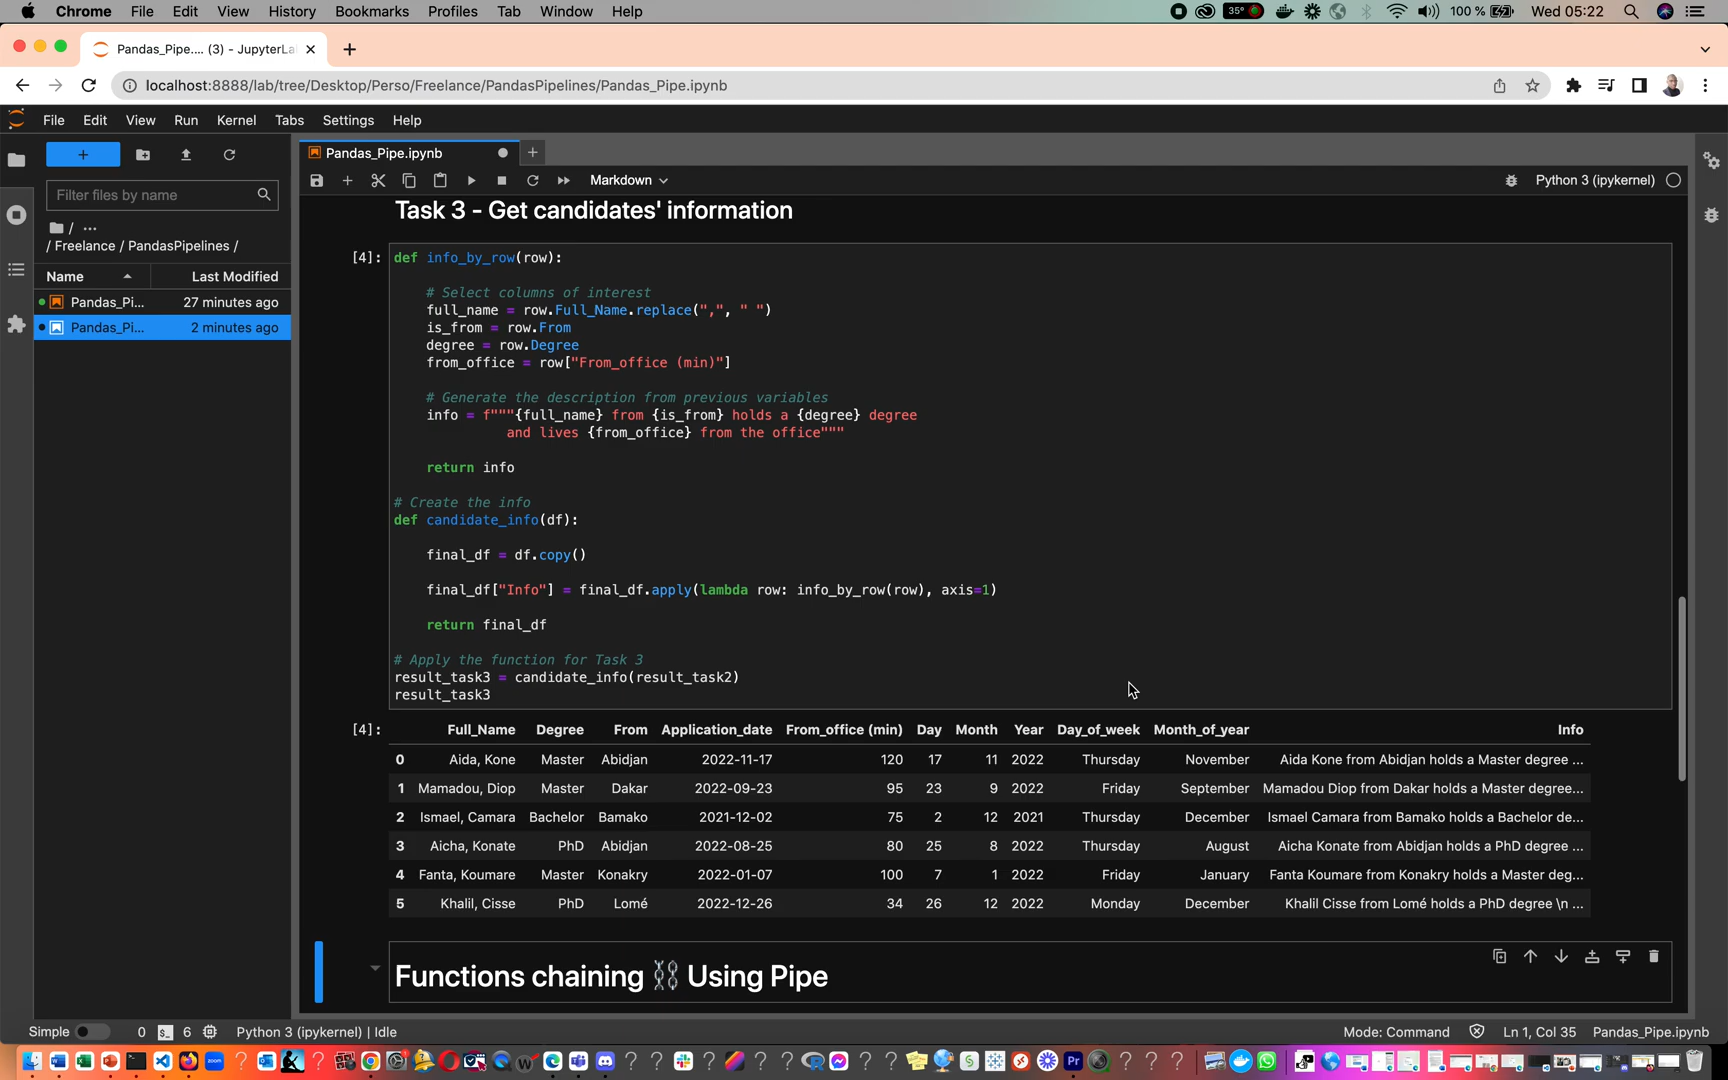 Chrome File Edit View History Bookmarks Profiles Tab Window Help 35° 100 % Wed 05:22
Pandas_Pipe.... (3) - JupyterLa
localhost:8888/lab/tree/Desktop/Perso/Freelance/PandasPipelines/Pandas_Pipe.ipynb
File Edit View Run Kernel Tabs Settings Help
Pandas_Pipe.ipynb
Filter files by name
Markdown
Python 3 (ipykernel)
/ ...
/ Freelance / PandasPipelines /
Name Last Modified
Pandas_Pi... 27 minutes ago
Pandas_Pi... 2 minutes ago
Task 3 - Get candidates' information
[4]: def info_by_row(row):
# Select columns of interest
full_name = row.Full_Name.replace(",", " ")
is_from = row.From
degree = row.Degree
from_office = row["From_office (min)"]
# Generate the description from previous variables
info = f"""{full_name} from {is_from} holds a {degree} degree
and lives {from_office} from the office"""
return info
# Create the info
def candidate_info(df):
final_df = df.copy()
final_df["Info"] = final_df.apply(lambda row: info_by_row(row), axis=1)
return final_df
# Apply the function for Task 3
result_task3 = candidate_info(result_task2)
result_task3
[4]: Full_Name Degree From Application_date From_office (min) Day Month Year Day_of_week Month_of_year Info
0 Aida, Kone Master Abidjan 2022-11-17 120 17 11 2022 Thursday November Aida Kone from Abidjan holds a Master degree ...
1 Mamadou, Diop Master Dakar 2022-09-23 95 23 9 2022 Friday September Mamadou Diop from Dakar holds a Master degree...
2 Ismael, Camara Bachelor Bamako 2021-12-02 75 2 12 2021 Thursday December Ismael Camara from Bamako holds a Bachelor de...
3 Aicha, Konate PhD Abidjan 2022-08-25 80 25 8 2022 Thursday August Aicha Konate from Abidjan holds a PhD degree ...
4 Fanta, Koumare Master Konakry 2022-01-07 100 7 1 2022 Friday January Fanta Koumare from Konakry holds a Master deg...
5 Khalil, Cisse PhD Lomé 2022-12-26 34 26 12 2022 Monday December Khalil Cisse from Lomé holds a PhD degree \n ...
Functions chaining ⛓ Using Pipe
Simple 0 6 Python 3 (ipykernel) | Idle Mode: Command Ln 1, Col 35 Pandas_Pipe.ipynb